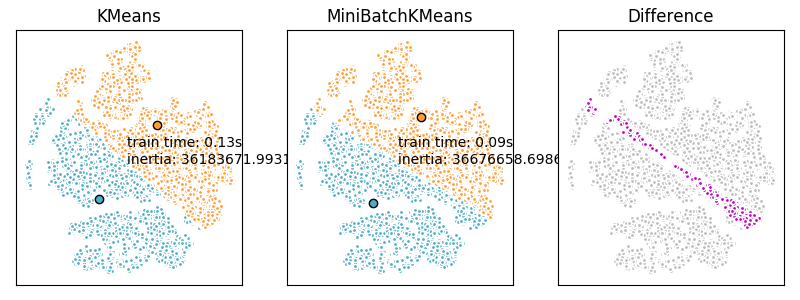 KMeans
MiniBatchKMeans
Difference
train time: 0.13s
inertia: 36183671.9931
train time: 0.09s
inertia: 36676658.6986